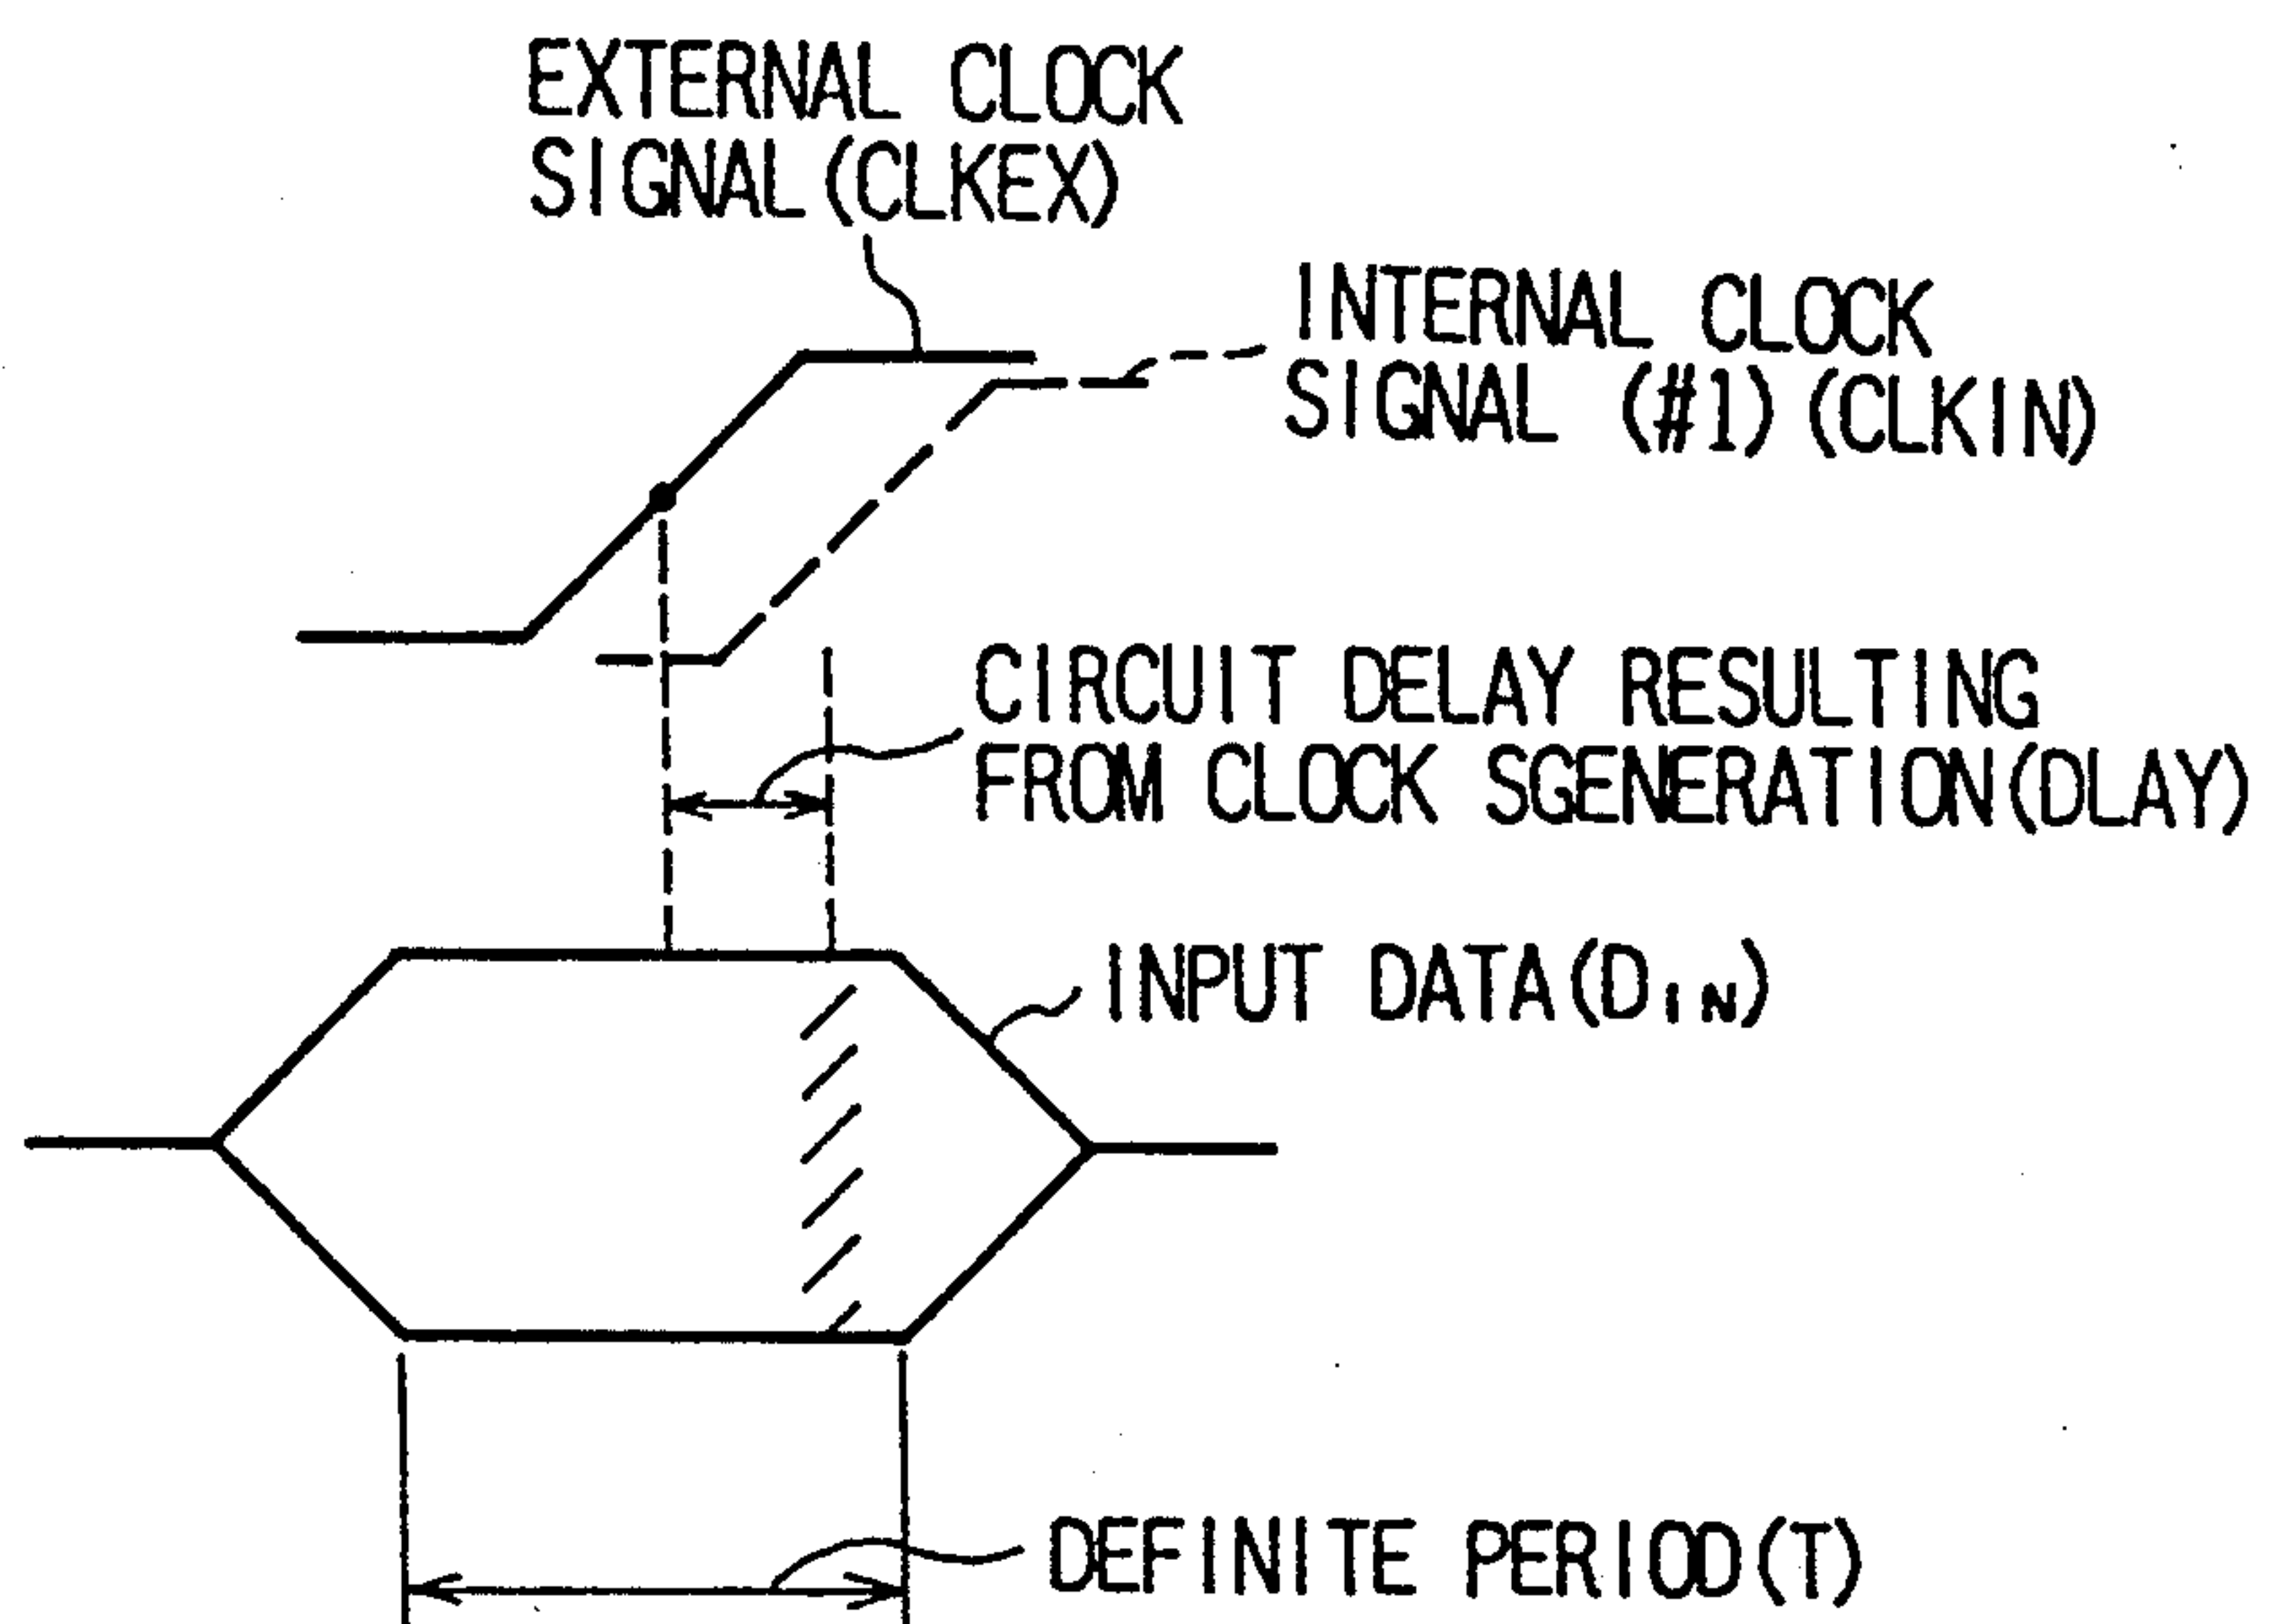 EXTERNAL CLOCK
SIGNAL(CLKEX)
INTERNAL CLOCK
SIGNAL (#1)(CLKIN)
CIRCUIT DELAY RESULTING
FROM CLOCK SGENERATION(DLAY)
INPUT DATA(DIN)
DEFINITE PERIOD(T)